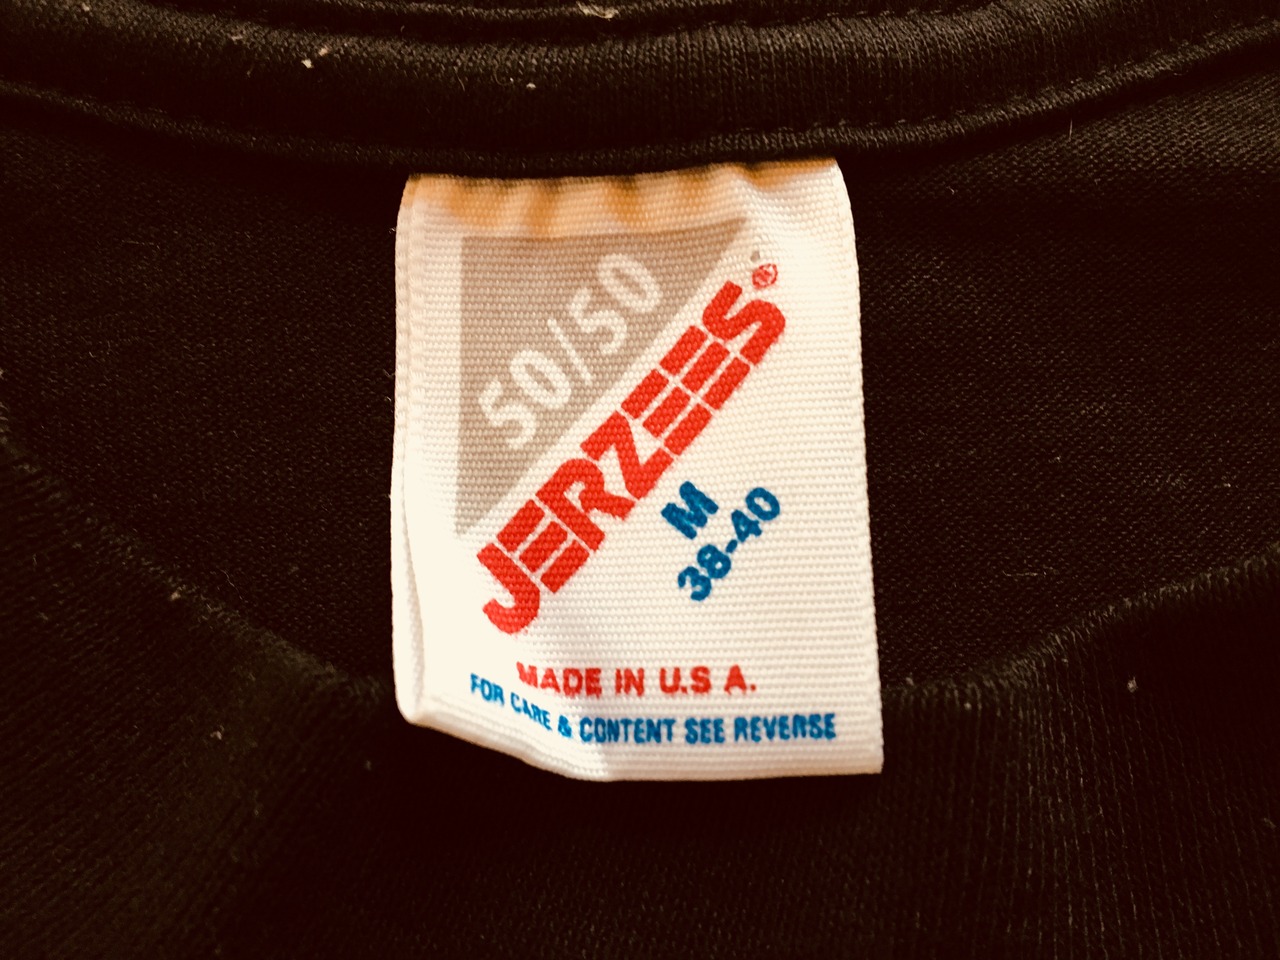 50/50
JERZEES®
M
38-40
MADE IN U.S A.
FOR CARE & CONTENT SEE REVERSE